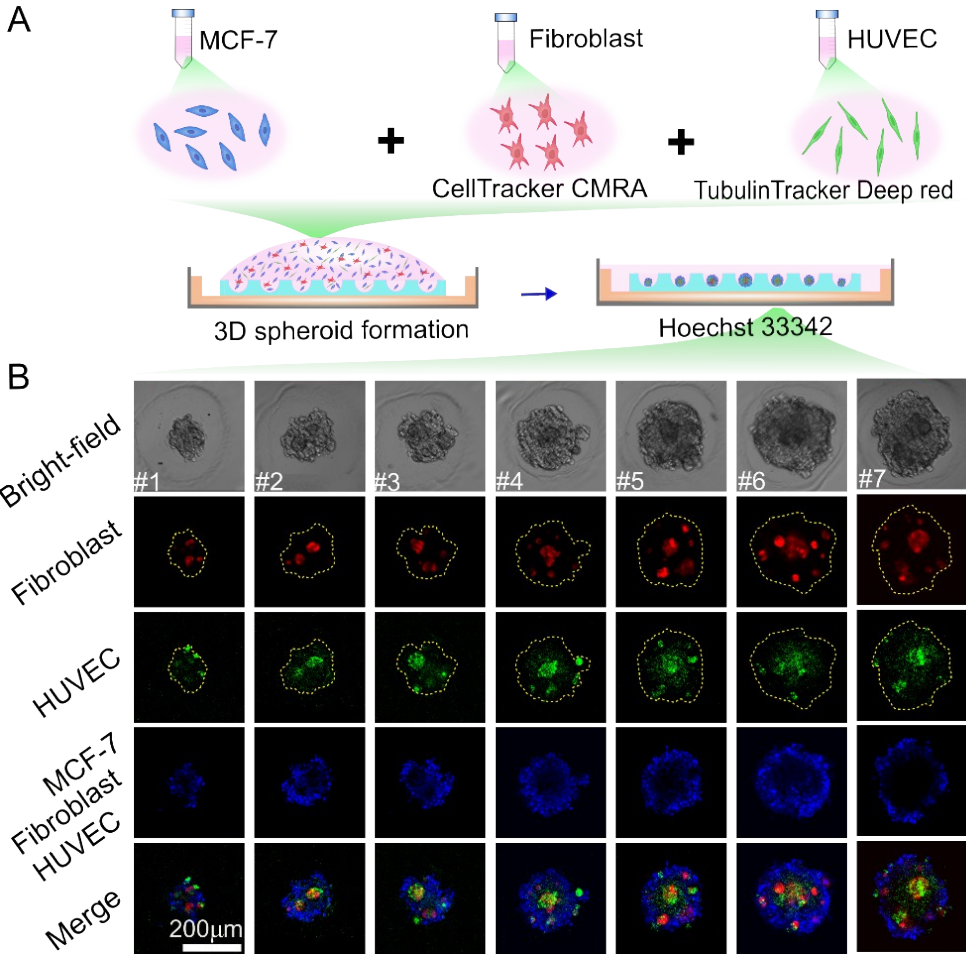 A
MCF-7
Fibroblast
HUVEC
+
+
CellTracker CMRA
TubulinTracker Deep red
3D spheroid formation
Hoechst 33342
B
Bright-field
#1
#2
#3
#4
#5
#6
#7
Fibroblast
HUVEC
MCF-7
Fibroblast
HUVEC
Merge
200μm